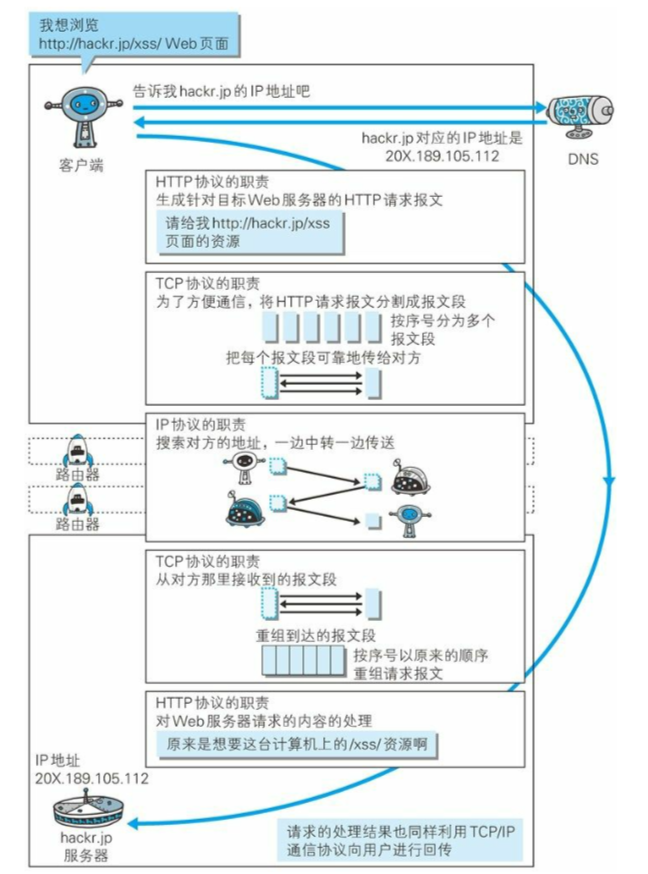 我想浏览
http://hackr.jp/xss/ Web页面
告诉我hackr.jp的IP地址吧
hackr.jp对应的IP地址是
20X.189.105.112
客户端
DNS
HTTP协议的职责
生成针对目标Web服务器的HTTP请求报文
请给我http://hackr.jp/xss
页面的资源
TCP协议的职责
为了方便通信，将HTTP请求报文分割成报文段
按序号分为多个
报文段
把每个报文段可靠地传给对方
IP协议的职责
搜索对方的地址，一边中转一边传送
路由器
路由器
TCP协议的职责
从对方那里接收到的报文段
重组到达的报文段
按序号以原来的顺序
重组请求报文
HTTP协议的职责
对Web服务器请求的内容的处理
原来是想要这台计算机上的/xss/资源啊
IP地址
20X.189.105.112
hackr.jp
服务器
请求的处理结果也同样利用TCP/IP
通信协议向用户进行回传